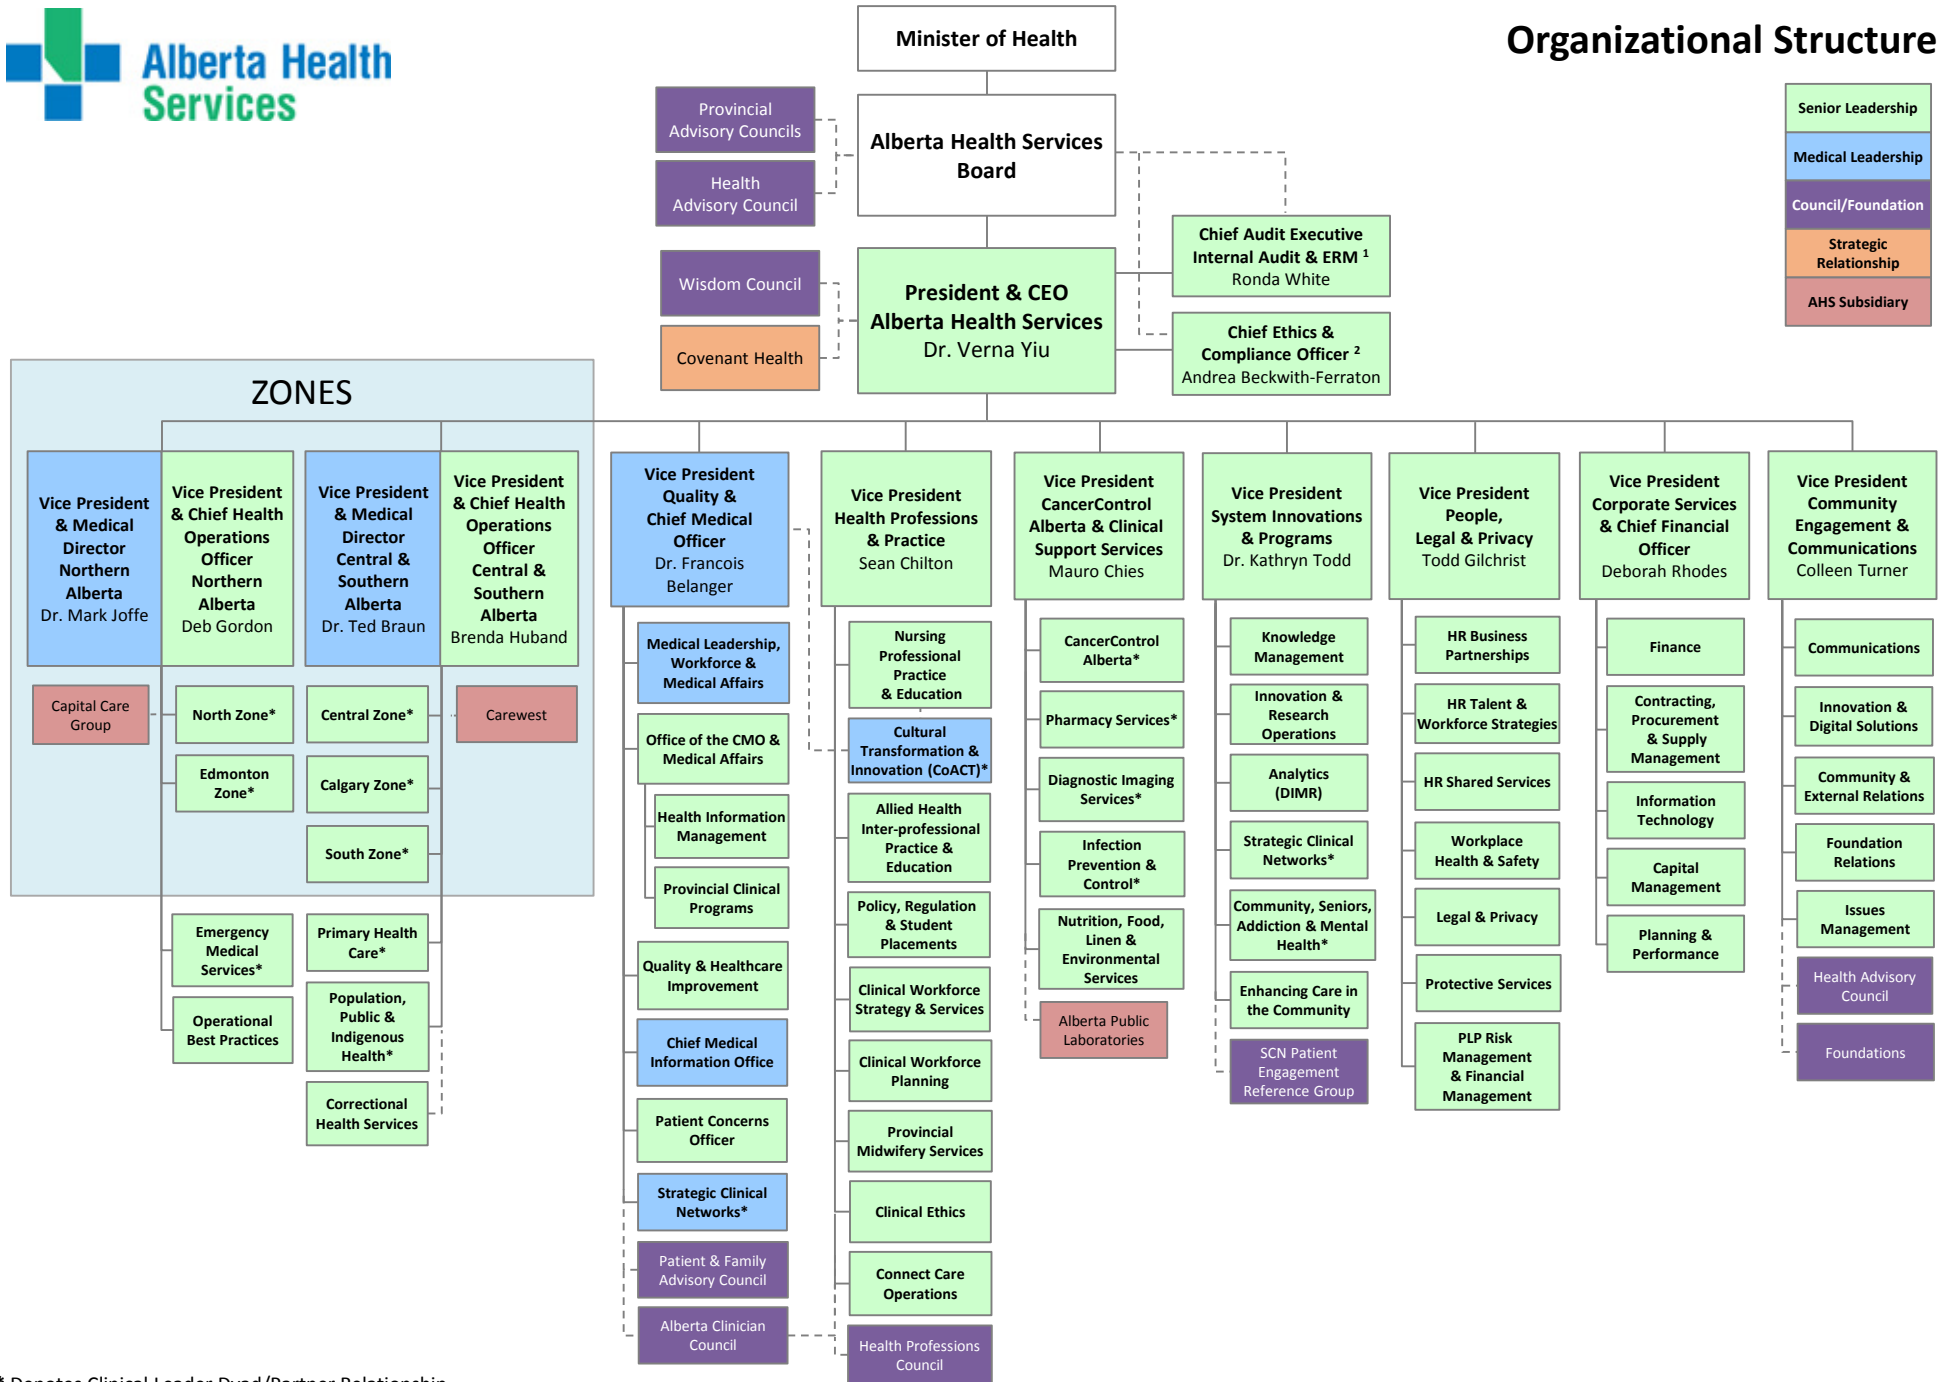 Alberta Health
Services
Organizational Structure
Minister of Health
Provincial
Advisory Councils
Health
Advisory Council
Alberta Health Services
Board
Senior Leadership
Medical Leadership
Council/Foundation
Strategic
Relationship
AHS Subsidiary
Wisdom Council
Covenant Health
President & CEO
Alberta Health Services
Dr. Verna Yiu
Chief Audit Executive
Internal Audit & ERM 1
Ronda White
Chief Ethics &
Compliance Officer 2
Andrea Beckwith-Ferraton
ZONES
Vice President
& Medical
Director
Northern
Alberta
Dr. Mark Joffe
Vice President
& Chief Health
Operations
Officer
Northern
Alberta
Deb Gordon
Vice President
& Medical
Director
Central &
Southern
Alberta
Dr. Ted Braun
Vice President
& Chief Health
Operations
Officer
Central &
Southern
Alberta
Brenda Huband
Capital Care
Group
North Zone*
Edmonton
Zone*
Central Zone*
Calgary Zone*
South Zone*
Carewest
Emergency
Medical
Services*
Operational
Best Practices
Primary Health
Care*
Population,
Public &
Indigenous
Health*
Correctional
Health Services
Vice President
Quality &
Chief Medical
Officer
Dr. Francois
Belanger
Medical Leadership,
Workforce &
Medical Affairs
Office of the CMO &
Medical Affairs
Health Information
Management
Provincial Clinical
Programs
Quality & Healthcare
Improvement
Chief Medical
Information Office
Patient Concerns
Officer
Strategic Clinical
Networks*
Patient & Family
Advisory Council
Alberta Clinician
Council
Vice President
Health Professions
& Practice
Sean Chilton
Nursing
Professional
Practice
& Education
Cultural
Transformation &
Innovation (CoACT)*
Allied Health
Inter-professional
Practice &
Education
Policy, Regulation
& Student
Placements
Clinical Workforce
Strategy & Services
Clinical Workforce
Planning
Provincial
Midwifery Services
Clinical Ethics
Connect Care
Operations
Health Professions
Council
Vice President
CancerControl
Alberta & Clinical
Support Services
Mauro Chies
CancerControl
Alberta*
Pharmacy Services*
Diagnostic Imaging
Services*
Infection
Prevention &
Control*
Nutrition, Food,
Linen &
Environmental
Services
Alberta Public
Laboratories
Vice President
System Innovations
& Programs
Dr. Kathryn Todd
Knowledge
Management
Innovation &
Research
Operations
Analytics
(DIMR)
Strategic Clinical
Networks*
Community, Seniors,
Addiction & Mental
Health*
Enhancing Care in
the Community
SCN Patient
Engagement
Reference Group
Vice President
People,
Legal & Privacy
Todd Gilchrist
HR Business
Partnerships
HR Talent &
Workforce Strategies
HR Shared Services
Workplace
Health & Safety
Legal & Privacy
Protective Services
PLP Risk
Management
& Financial
Management
Vice President
Corporate Services
& Chief Financial
Officer
Deborah Rhodes
Finance
Contracting,
Procurement
& Supply
Management
Information
Technology
Capital
Management
Planning &
Performance
Vice President
Community
Engagement &
Communications
Colleen Turner
Communications
Innovation &
Digital Solutions
Community &
External Relations
Foundation
Relations
Issues
Management
Health Advisory
Council
Foundations
* Denotes Clinical Leader Dyad/Partner Relationship